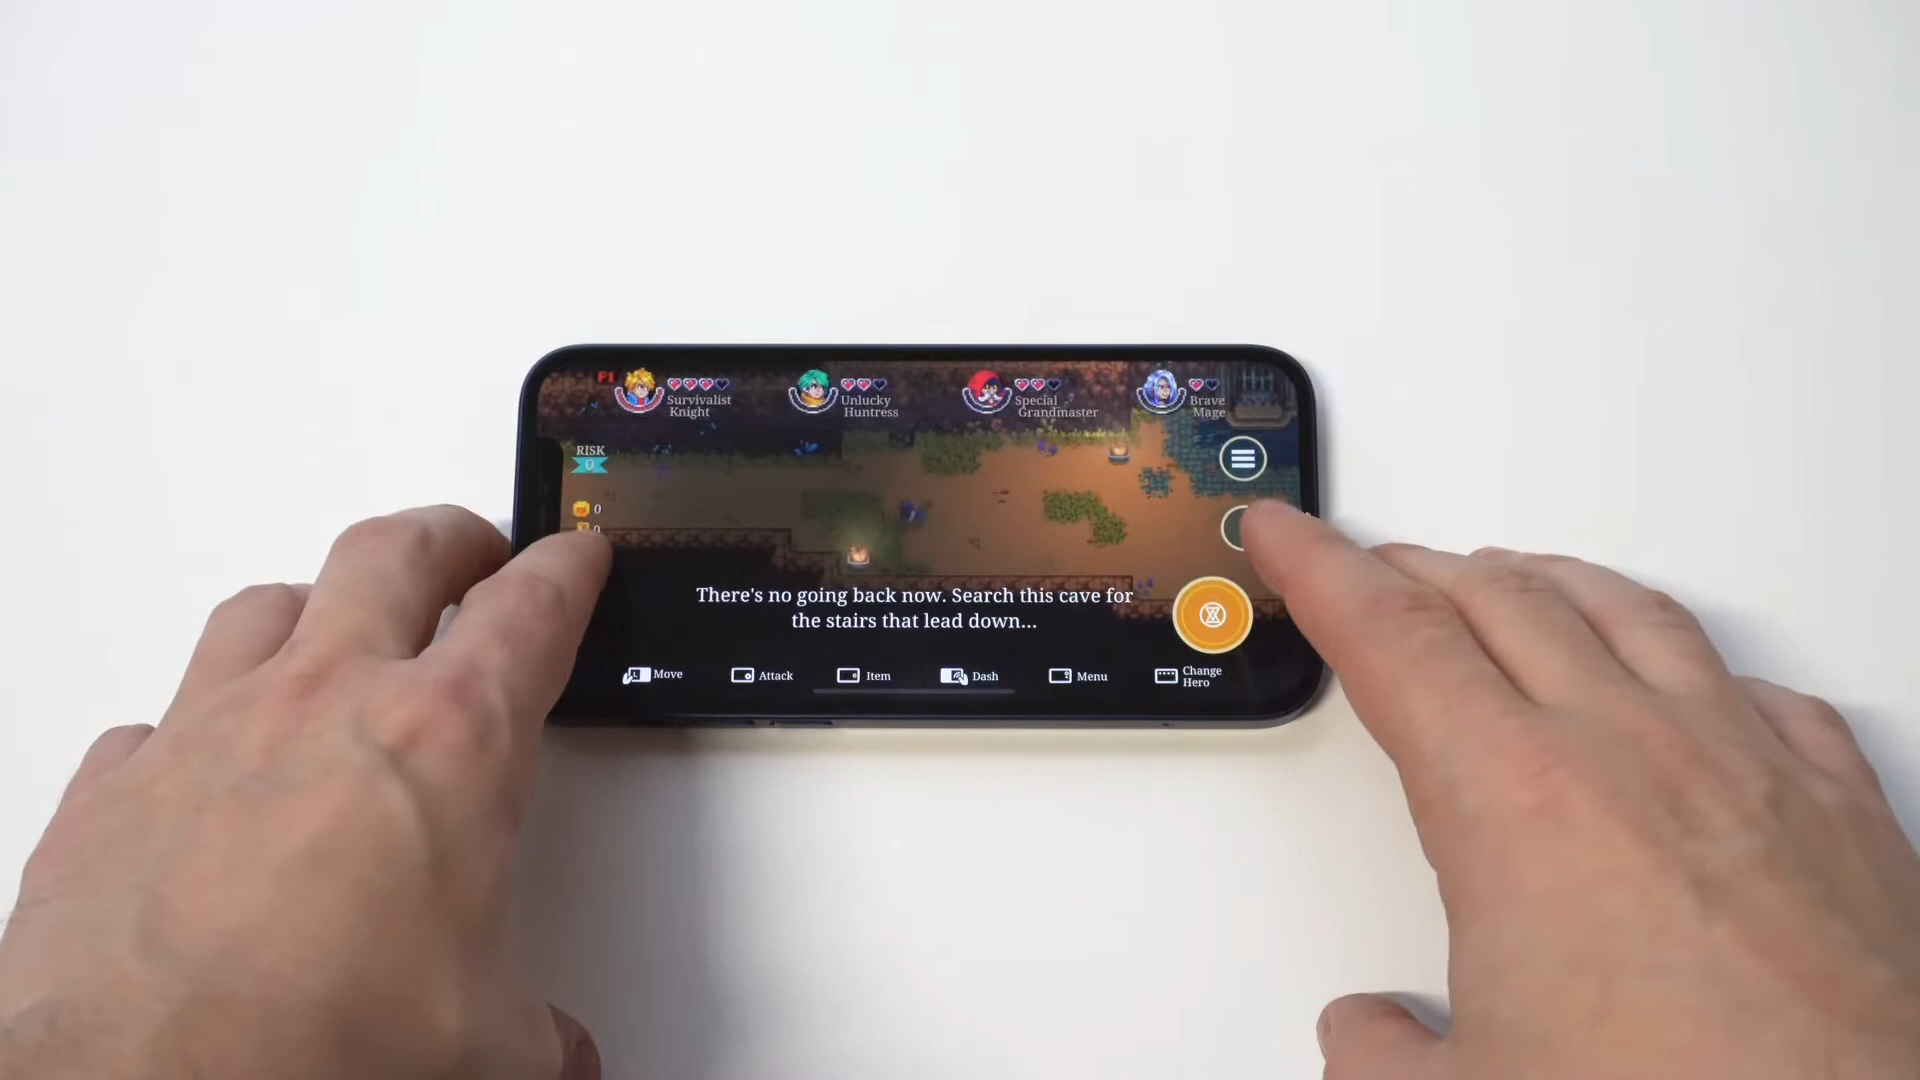 P1
Survivalist
Knight
Unlucky
Huntress
Special
Grandmaster
Brave
Mage
RISK
0
0
0
There's no going back now. Search this cave for
the stairs that lead down...
Move
Attack
Item
Dash
Menu
Change
Hero